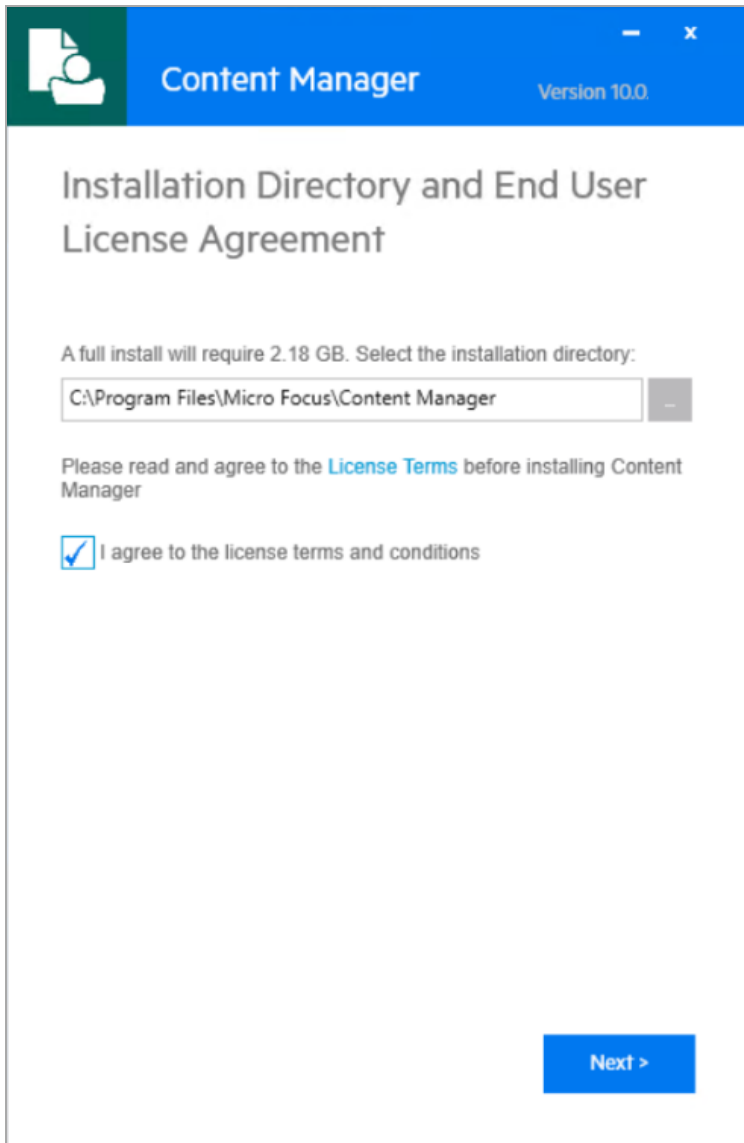 Content Manager
Version 10.0.
Installation Directory and End User
License Agreement
A full install will require 2.18 GB. Select the installation directory:
C:\Program Files\Micro Focus\Content Manager
...
Please read and agree to the License Terms before installing Content
Manager
I agree to the license terms and conditions
Next >